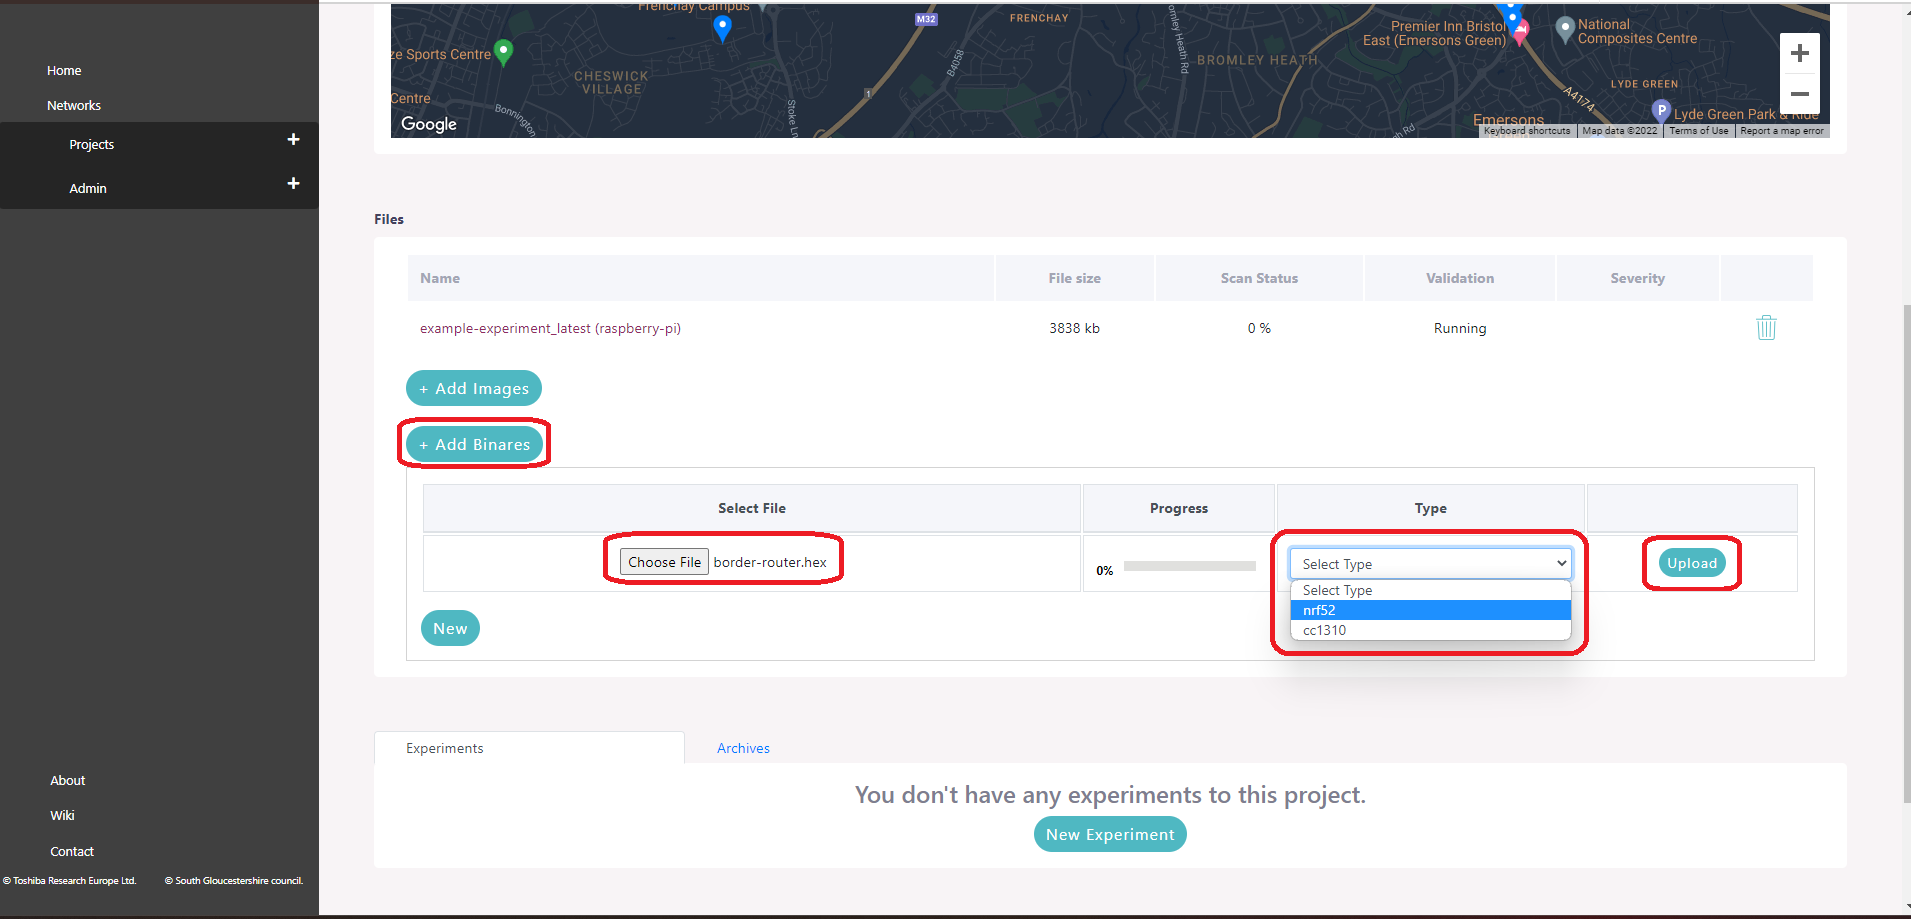 Home
Networks
Projects +
Admin +
About
Wiki
Contact
© Toshiba Research Europe Ltd. © South Gloucestershire council.
Frenchay Campus
M32
FRENCHAY
Premier Inn Bristol
East (Emersons Green)
National
Composites Centre
ze Sports Centre
CHESWICK
VILLAGE
B4058
BROMLEY HEATH
LYDE GREEN
Centre
Bonnington
1
Stoke Ln
A4174
P
Lyde Green Park & Ride
Emersons
Google
Keyboard shortcuts Map data ©2022 Terms of Use Report a map error
Files
Name File size Scan Status Validation Severity
example-experiment_latest (raspberry-pi) 3838 kb 0 % Running
+ Add Images
+ Add Binares
Select File Progress Type
Choose File border-router.hex 0% Select Type Upload
Select Type
nrf52
cc1310
New
Experiments Archives
You don't have any experiments to this project.
New Experiment